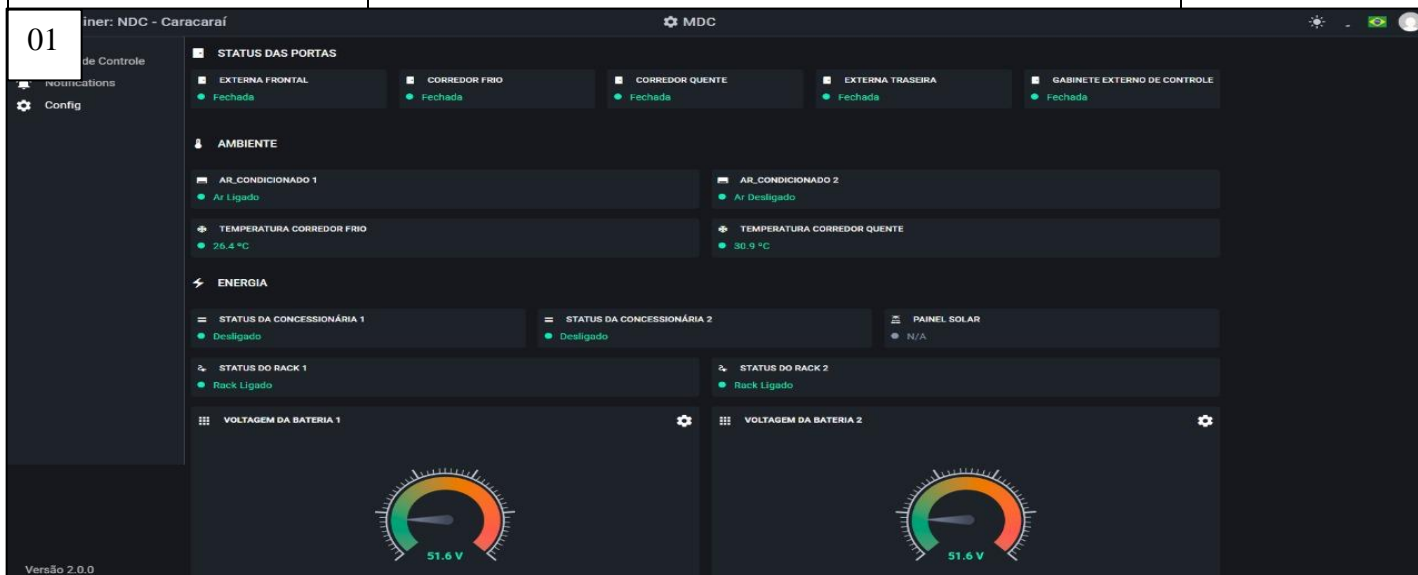 01
iner: NDC - Caracaraí
MDC
de Controle
Notifications
Config
STATUS DAS PORTAS
EXTERNA FRONTAL
Fechada
CORREDOR FRIO
Fechada
CORREDOR QUENTE
Fechada
EXTERNA TRASEIRA
Fechada
GABINETE EXTERNO DE CONTROLE
Fechada
AMBIENTE
AR_CONDICIONADO 1
Ar Ligado
AR_CONDICIONADO 2
Ar Desligado
TEMPERATURA CORREDOR FRIO
26.4 ºC
TEMPERATURA CORREDOR QUENTE
30.9 ºC
ENERGIA
STATUS DA CONCESSIONÁRIA 1
Desligado
STATUS DA CONCESSIONÁRIA 2
Desligado
PAINEL SOLAR
N/A
STATUS DO RACK 1
Rack Ligado
STATUS DO RACK 2
Rack Ligado
VOLTAGEM DA BATERIA 1
51.6 V
VOLTAGEM DA BATERIA 2
51.6 V
Versão 2.0.0